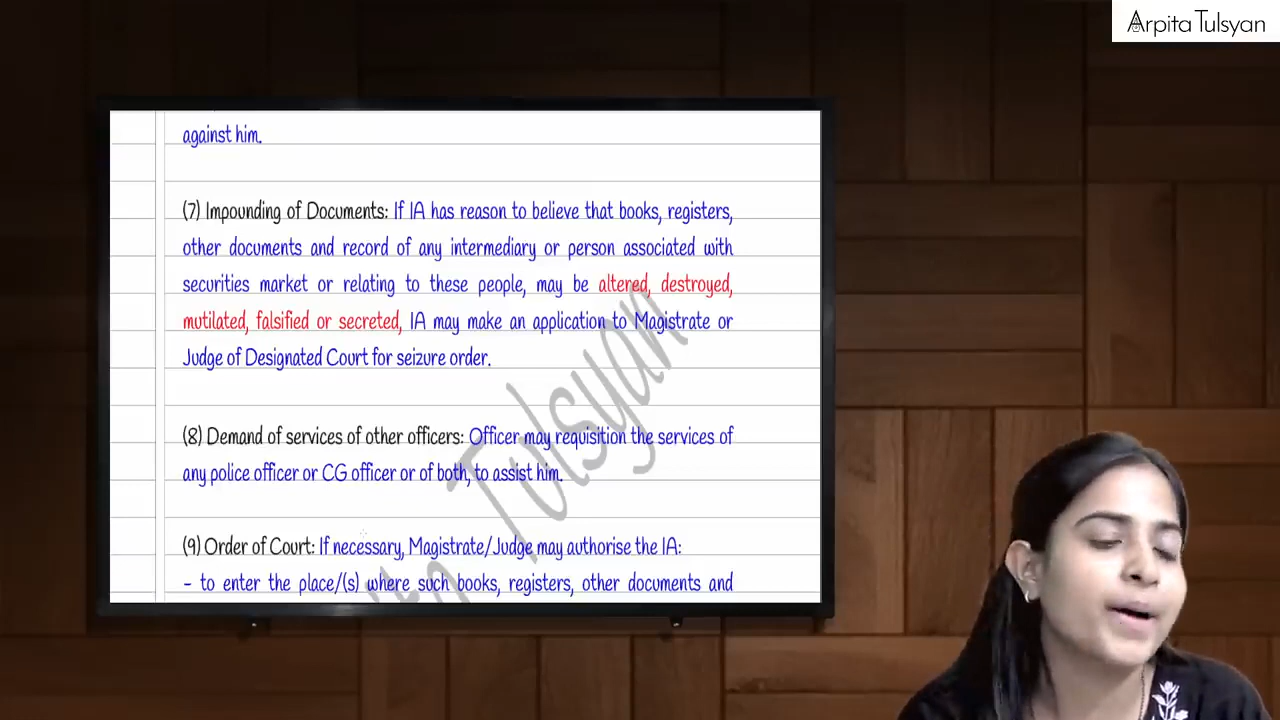 Arpita Tulsyan
against him.
(7) Impounding of Documents: If IA has reason to believe that books, registers,
other documents and record of any intermediary or person associated with
securities market or relating to these people, may be altered, destroyed,
mutilated, falsified or secreted, IA may make an application to Magistrate or
Judge of Designated Court for seizure order.
(8) Demand of services of other officers: Officer may requisition the services of
any police officer or CG officer or of both, to assist him.
(9) Order of Court: If necessary, Magistrate/Judge may authorise the IA:
- to enter the place/(s) where such books, registers, other documents and
Tulsyan